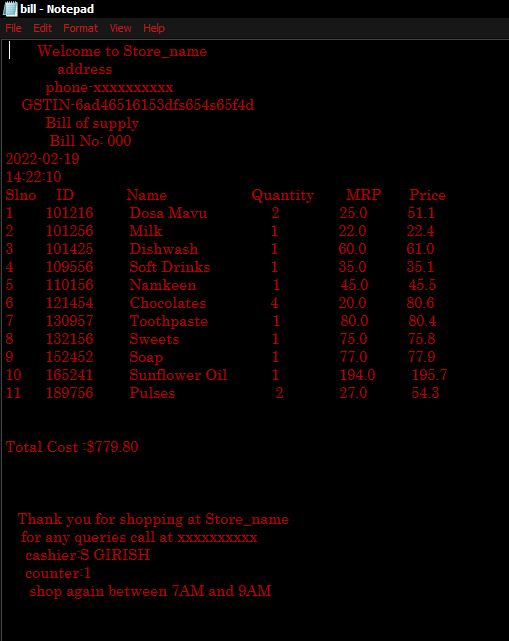 bill - Notepad
File Edit Format View Help
Welcome to Store_name
address
phone-xxxxxxxxxx
GSTIN-6ad46516153dfs654s65f4d
Bill of supply
Bill No: 000
2022-02-19
14:22:10
Slno ID Name Quantity MRP Price
1 101216 Dosa Mavu 2 25.0 51.1
2 101256 Milk 1 22.0 22.4
3 101425 Dishwash 1 60.0 61.0
4 109556 Soft Drinks 1 35.0 35.1
5 110156 Namkeen 1 45.0 45.5
6 121454 Chocolates 4 20.0 80.6
7 130957 Toothpaste 1 80.0 80.4
8 132156 Sweets 1 75.0 75.8
9 152452 Soap 1 77.0 77.9
10 165241 Sunflower Oil 1 194.0 195.7
11 189756 Pulses 2 27.0 54.3
Total Cost :$779.80
Thank you for shopping at Store_name
for any queries call at xxxxxxxxxx
cashier:S GIRISH
counter:1
shop again between 7AM and 9AM